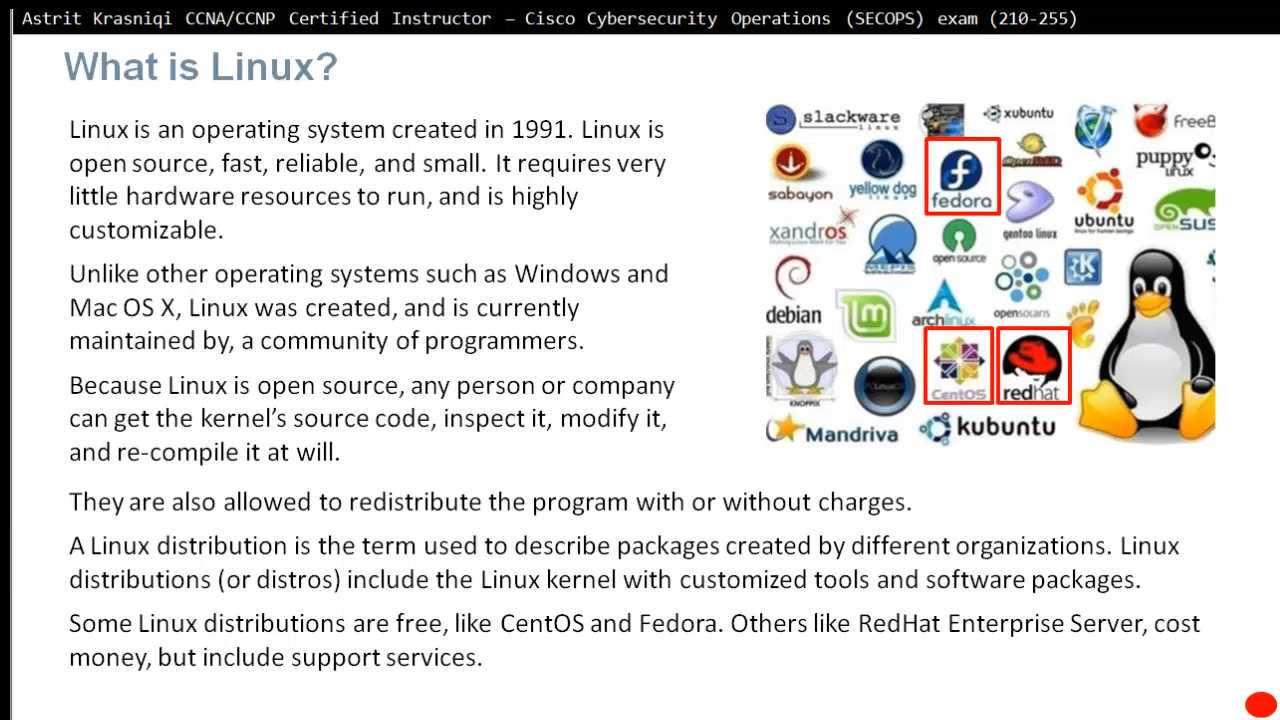 Astrit Krasniqi CCNA/CCNP Certified Instructor – Cisco Cybersecurity Operations (SECOPS) exam (210-255)
What is Linux?
Linux is an operating system created in 1991. Linux is
open source, fast, reliable, and small. It requires very
little hardware resources to run, and is highly
customizable.
Unlike other operating systems such as Windows and
Mac OS X, Linux was created, and is currently
maintained by, a community of programmers.
Because Linux is open source, any person or company
can get the kernel’s source code, inspect it, modify it,
and re-compile it at will.
They are also allowed to redistribute the program with or without charges.
A Linux distribution is the term used to describe packages created by different organizations. Linux
distributions (or distros) include the Linux kernel with customized tools and software packages.
Some Linux distributions are free, like CentOS and Fedora. Others like RedHat Enterprise Server, cost
money, but include support services.
slackware
linux
xubuntu
FreeB
sabayon
yellow dog
fedora
puppy
linux
gentoo linux
ubuntu
linux for human beings
OPEN SUS
xandros
MEPIS
open source
debian
archlinux
opensolaris
KNOPPIX
CentOS
redhat
Mandriva
kubuntu